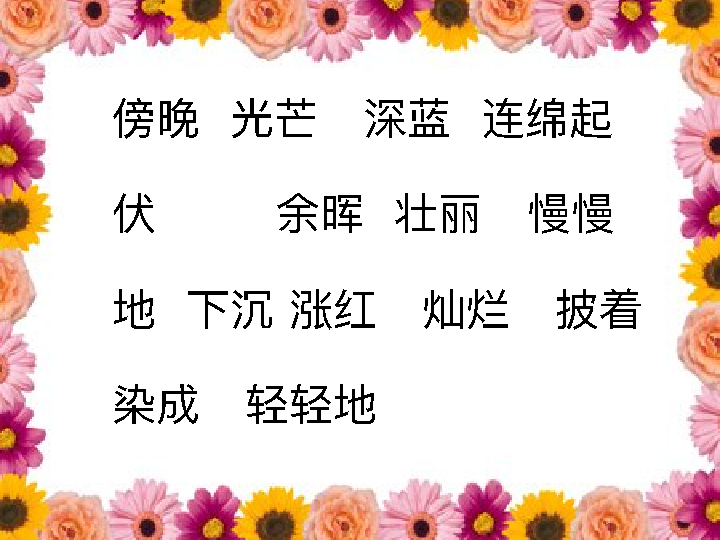 傍晚 光芒 深蓝 连绵起
伏 余晖 壮丽 慢慢
地 下沉 涨红 灿烂 披着
染成 轻轻地